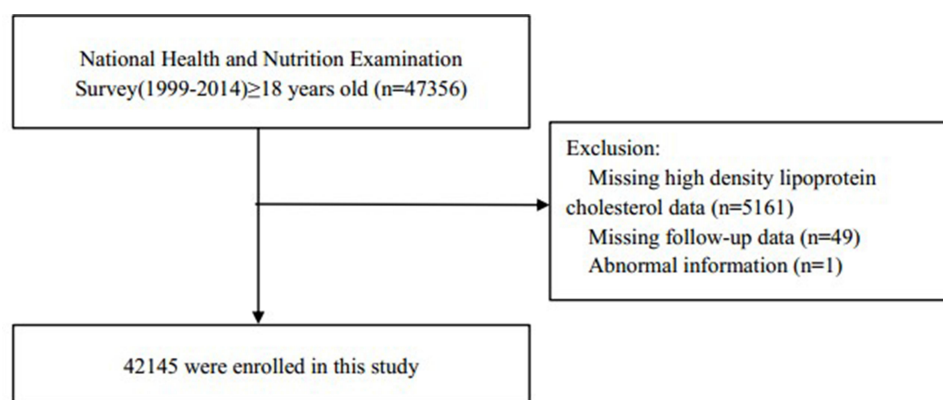 National Health and Nutrition Examination
Survey(1999-2014)≥18 years old (n=47356)
Exclusion:
Missing high density lipoprotein
cholesterol data (n=5161)
Missing follow-up data (n=49)
Abnormal information (n=1)
42145 were enrolled in this study